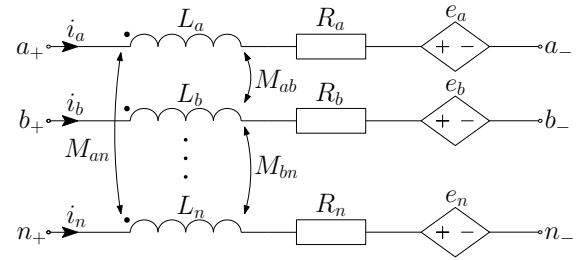 i_a L_a R_a e_a
a_+ + − a_−
M_ab
i_b L_b R_b e_b
b_+ + − b_−
M_an M_bn
i_n L_n R_n e_n
n_+ + − n_−